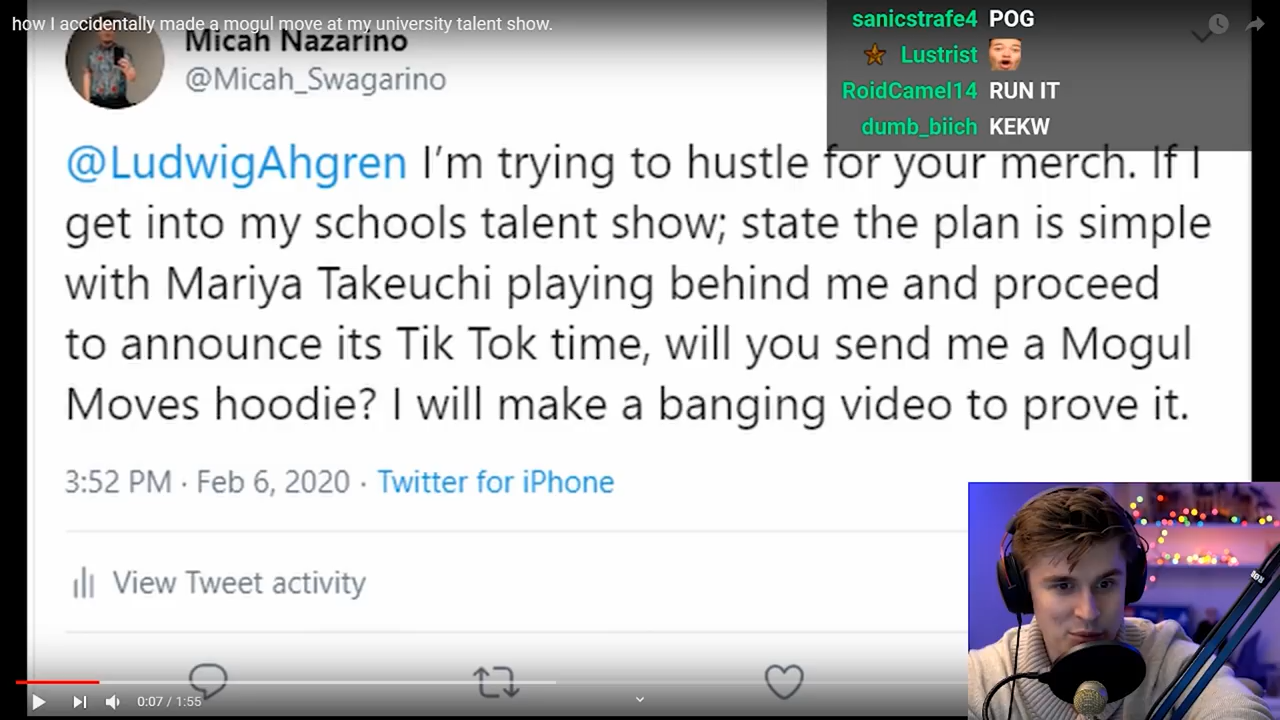 how I accidentally made a mogul move at my university talent show.
sanicstrafe4 POG
Lustrist
RoidCamel14 RUN IT
dumb_biich KEKW
Micah Nazarino
@Micah_Swagarino
@LudwigAhgren I’m trying to hustle for your merch. If I
get into my schools talent show; state the plan is simple
with Mariya Takeuchi playing behind me and proceed
to announce its Tik Tok time, will you send me a Mogul
Moves hoodie? I will make a banging video to prove it.
3:52 PM · Feb 6, 2020 · Twitter for iPhone
View Tweet activity
0:07 / 1:55